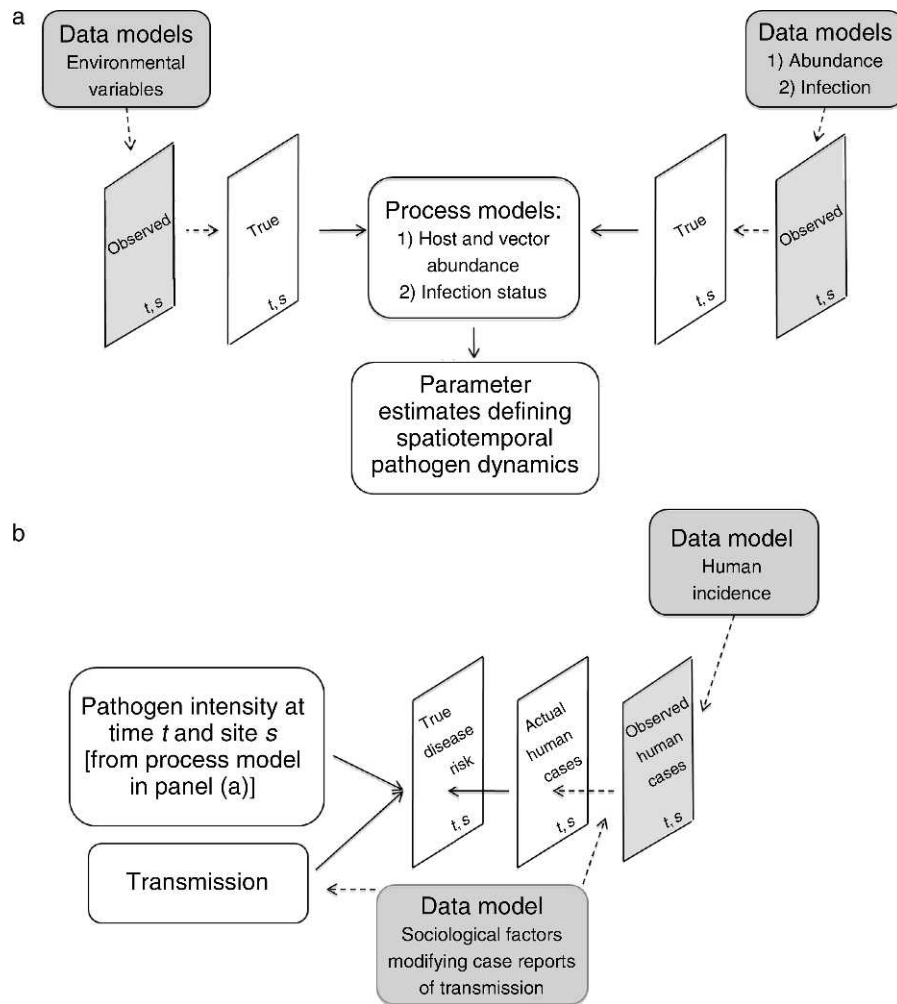 a
Data models
Environmental
variables
Data models
1) Abundance
2) Infection
Observed
t, s
True
t, s
Process models:
1) Host and vector
abundance
2) Infection status
True
t, s
Observed
t, s
Parameter
estimates defining
spatiotemporal
pathogen dynamics
b
Data model
Human
incidence
Pathogen intensity at
time t and site s
[from process model
in panel (a)]
True
disease
risk
t, s
Actual
human
cases
t, s
Observed
human
cases
t, s
Transmission
Data model
Sociological factors
modifying case reports
of transmission